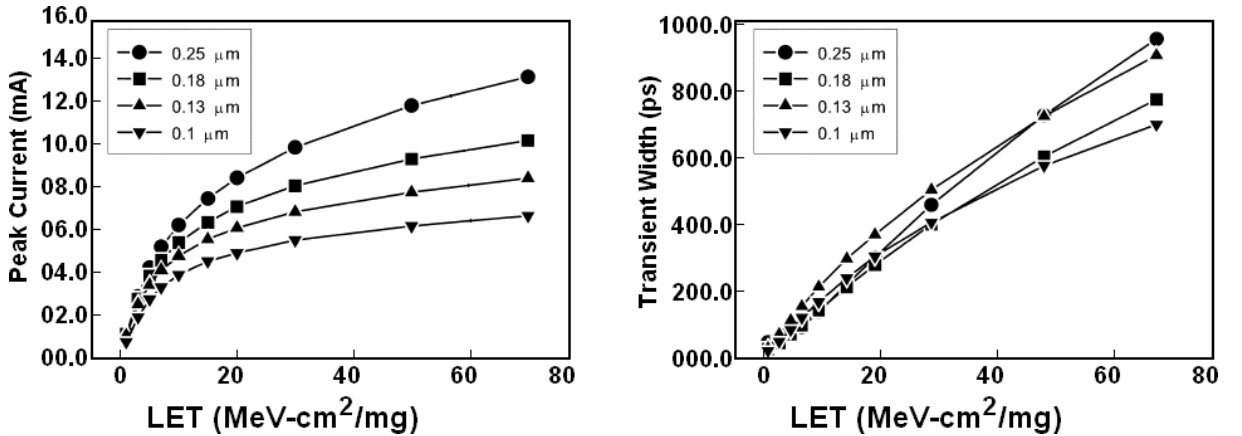 16.0
14.0
12.0
10.0
08.0
06.0
04.0
02.0
00.0
Peak Current (mA)
0.25 μm
0.18 μm
0.13 μm
0.1 μm
0 20 40 60 80
LET (MeV-cm²/mg)
1000.0
800.0
600.0
400.0
200.0
000.0
Transient Width (ps)
0.25 μm
0.18 μm
0.13 μm
0.1 μm
0 20 40 60 80
LET (MeV-cm²/mg)